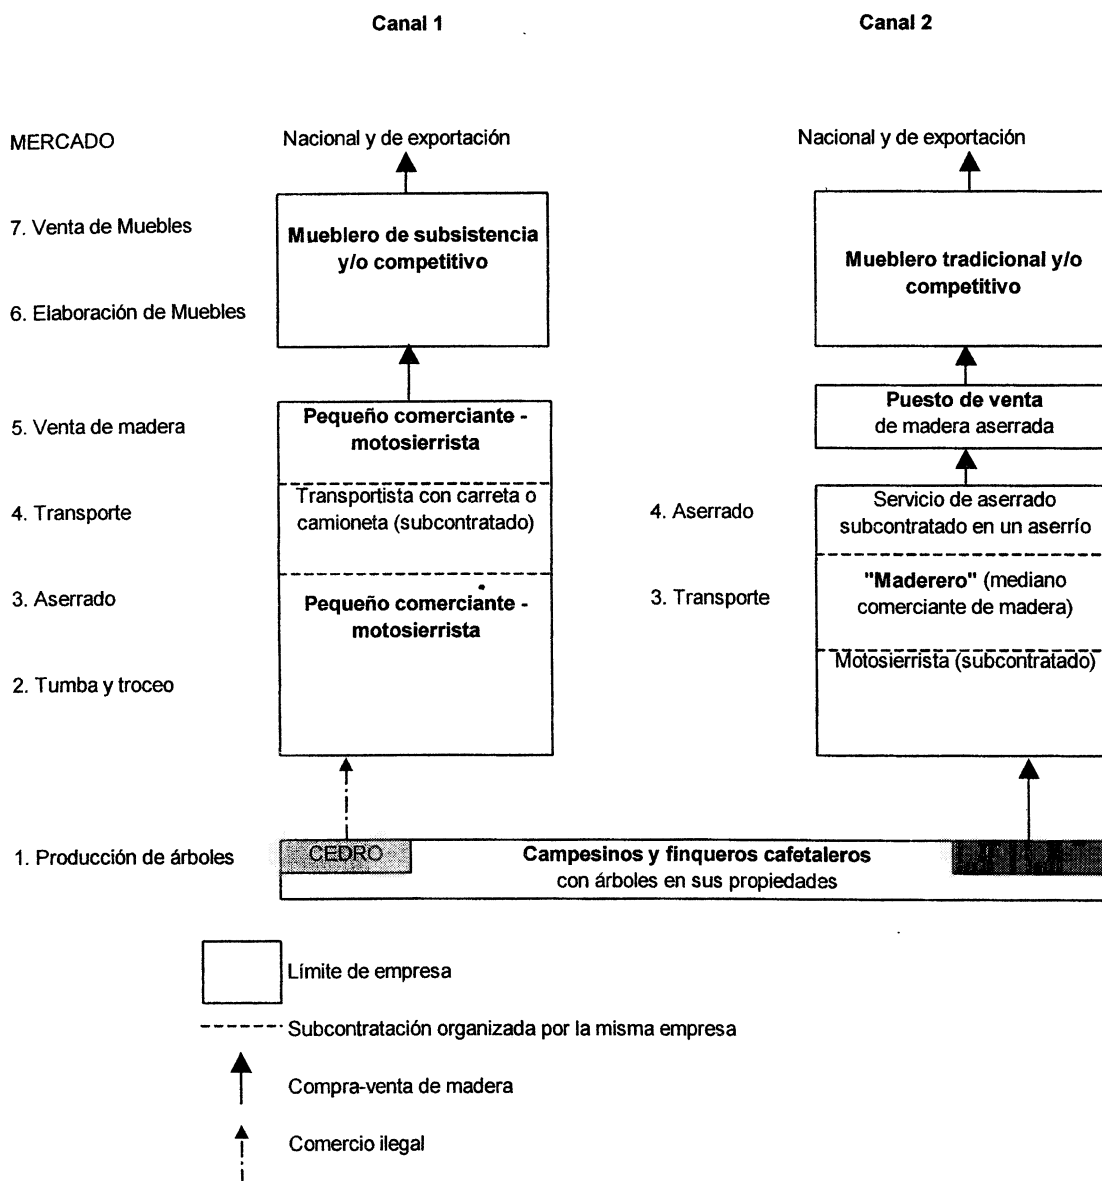 Canal 1
Canal 2
MERCADO
Nacional y de exportación
Nacional y de exportación
7. Venta de Muebles
Mueblero de subsistencia
y/o competitivo
Mueblero tradicional y/o
competitivo
6. Elaboración de Muebles
5. Venta de madera
Pequeño comerciante -
motosierrista
Puesto de venta
de madera aserrada
4. Transporte
Transportista con carreta o
camioneta (subcontratado)
4. Aserrado
Servicio de aserrado
subcontratado en un aserrío
3. Aserrado
Pequeño comerciante -
motosierrista
3. Transporte
"Maderero" (mediano
comerciante de madera)
2. Tumba y troceo
Motosierrista (subcontratado)
1. Producción de árboles
CEDRO
Campesinos y finqueros cafetaleros
con árboles en sus propiedades
Límite de empresa
Subcontratación organizada por la misma empresa
Compra-venta de madera
Comercio ilegal